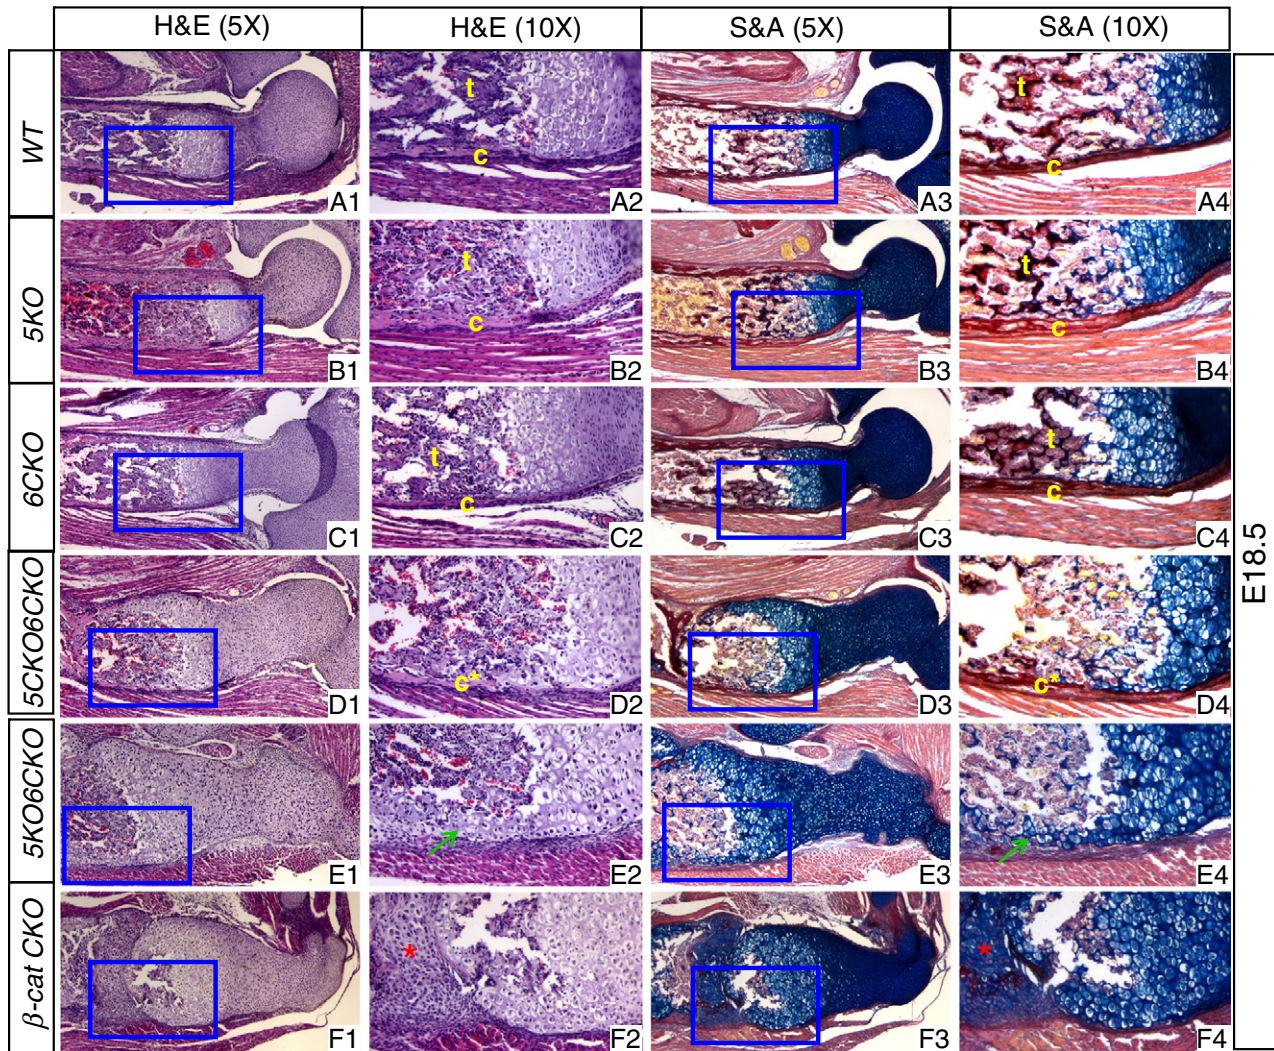 H&E (5X) H&E (10X) S&A (5X) S&A (10X)
WT
t
c
t
c
A1 A2 A3 A4
5KO
t
c
t
c
B1 B2 B3 B4
6CKO
t
c
t
c
C1 C2 C3 C4
5CKO6CKO
c*
c*
D1 D2 D3 D4
5KO6CKO
E1 E2 E3 E4
β-cat CKO
*
*
F1 F2 F3 F4
E18.5